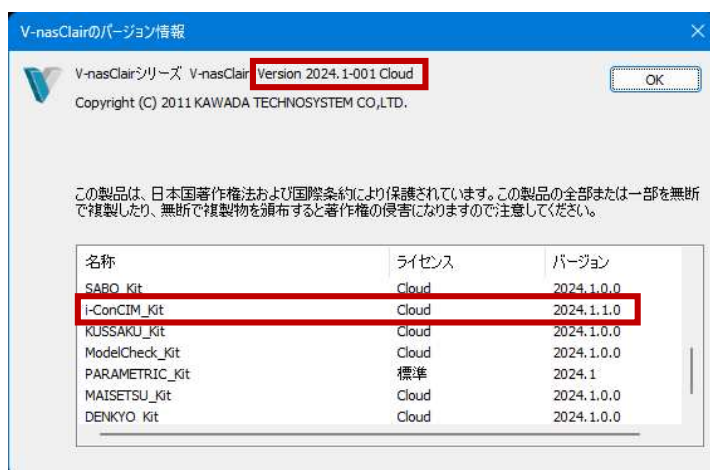 V-nasClairのバージョン情報
V-nasClairシリーズ V-nasClair Version 2024.1-001 Cloud
OK
Copyright (C) 2011 KAWADA TECHNOSYSTEM CO,LTD.
この製品は、日本国著作権法および国際条約により保護されています。この製品の全部または一部を無断
で複製したり、無断で複製物を頒布すると著作権の侵害になりますので注意してください。
名称 ライセンス バージョン
SABO_Kit Cloud 2024.1.0.0
i-ConCIM_Kit Cloud 2024.1.1.0
KUSSAKU_Kit Cloud 2024.1.0.0
ModelCheck_Kit Cloud 2024.1.0.0
PARAMETRIC_Kit 標準 2024.1
MAISETSU_Kit Cloud 2024.1.0.0
DENKYO_Kit Cloud 2024.1.0.0